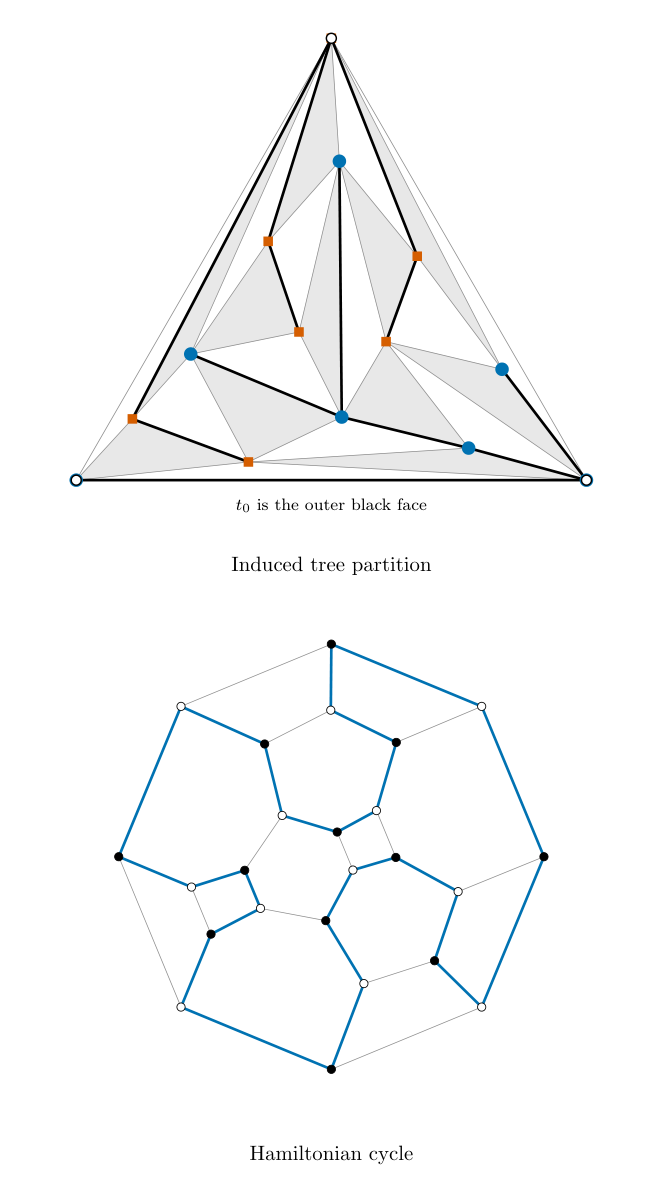 t₀ is the outer black face
Induced tree partition
Hamiltonian cycle